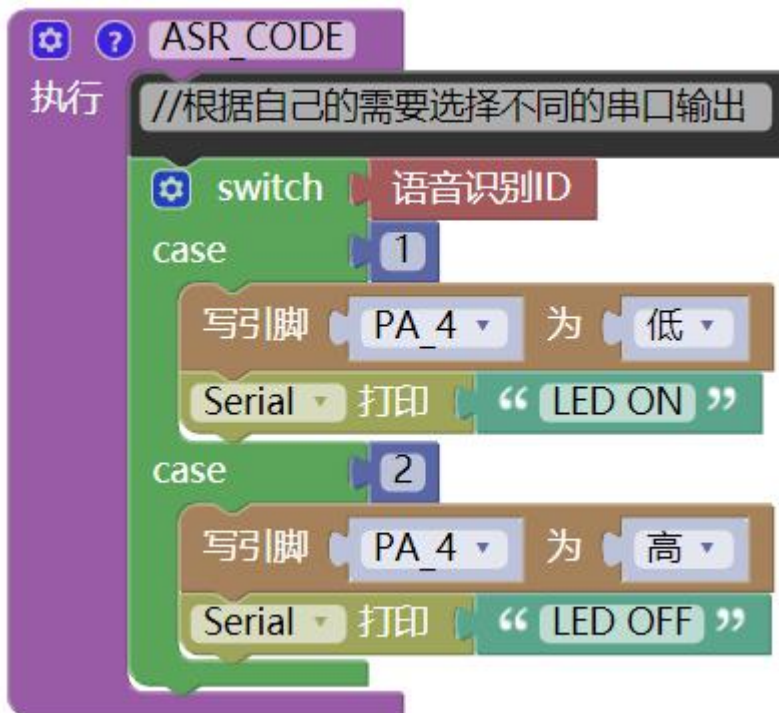 ASR_CODE
执行
//根据自己的需要选择不同的串口输出
switch 语音识别ID
case 1
写引脚 PA_4 为 低
Serial 打印 “ LED ON ”
case 2
写引脚 PA_4 为 高
Serial 打印 “ LED OFF ”